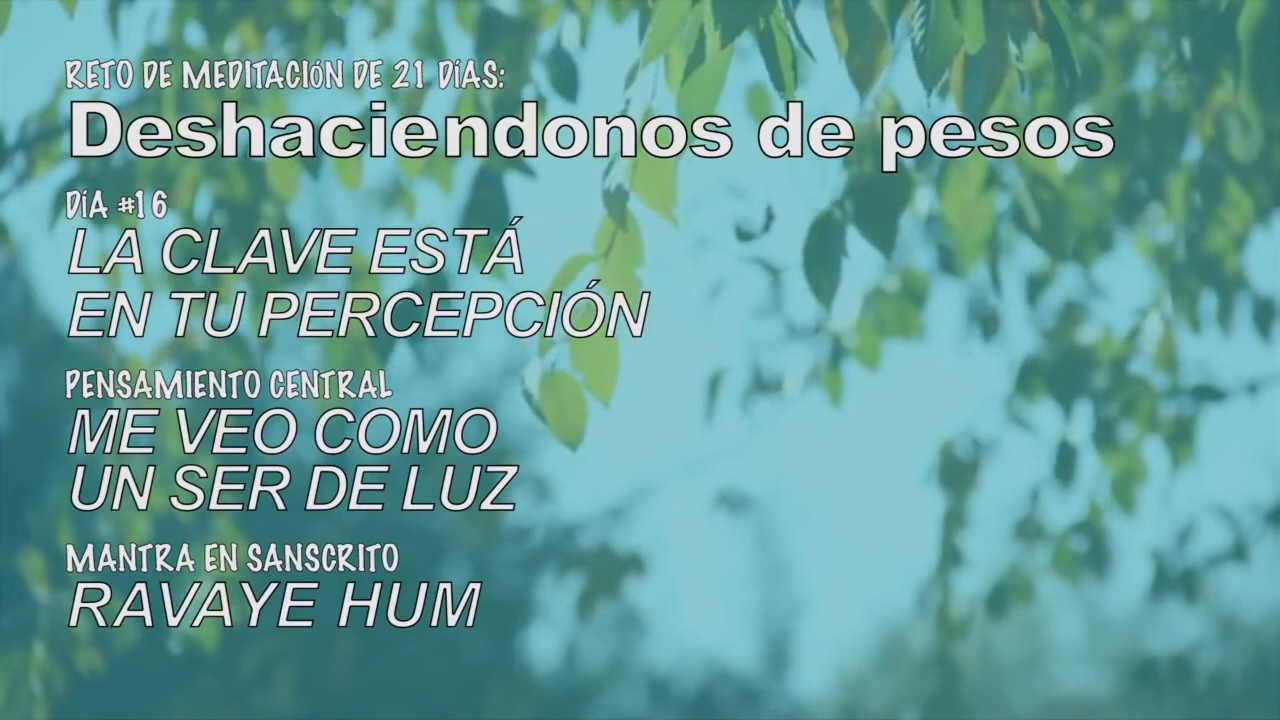 RETO DE MEDITACIÓN DE 21 DÍAS:
Deshaciendonos de pesos
DÍA #16
LA CLAVE ESTÁ
EN TU PERCEPCIÓN
PENSAMIENTO CENTRAL
ME VEO COMO
UN SER DE LUZ
MANTRA EN SANSCRITO
RAVAYE HUM